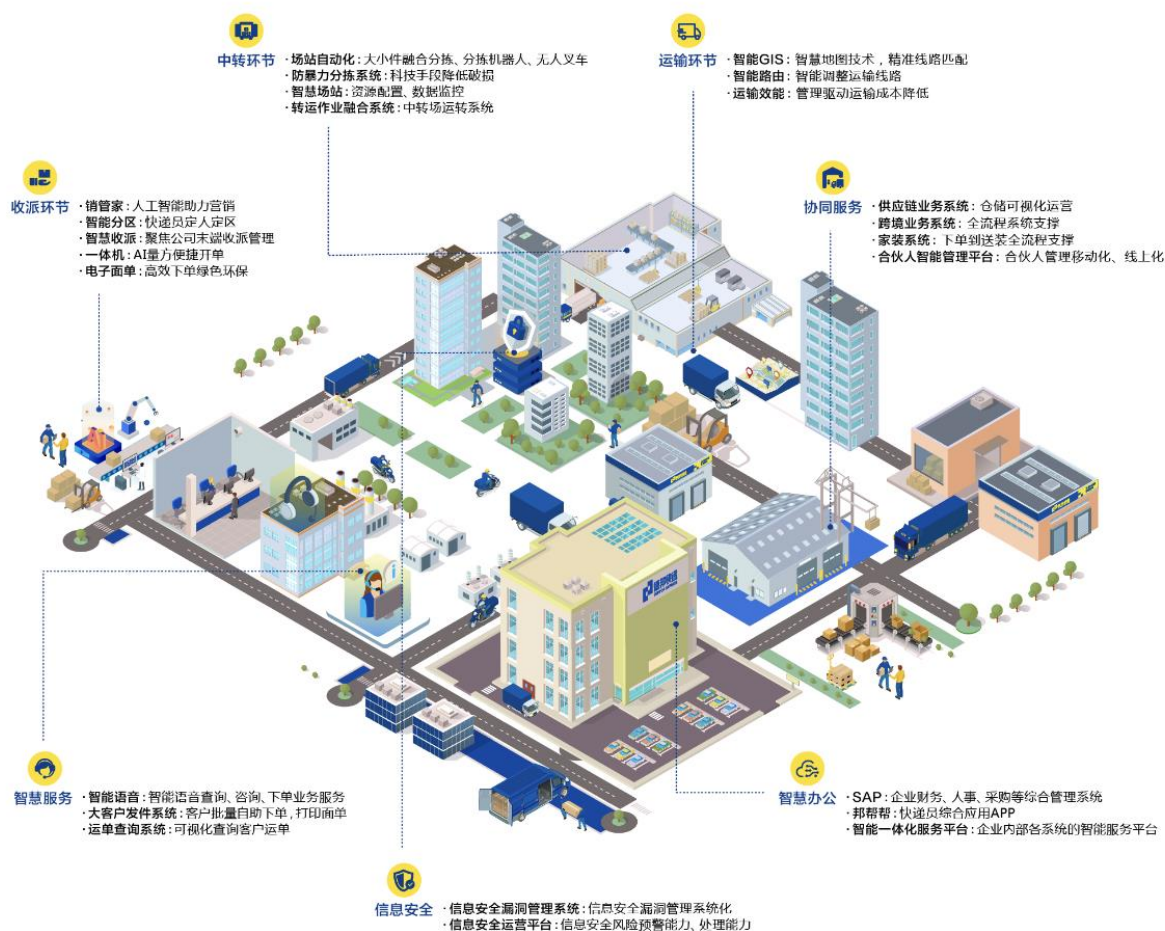 中转环节
· 场站自动化：大小件融合分拣、分拣机器人、无人叉车
· 防暴力分拣系统：科技手段降低破损
· 智慧场站：资源配置、数据监控
· 转运作业融合系统：中转场运转系统
运输环节
· 智能GIS：智慧地图技术，精准线路匹配
· 智能路由：智能调整运输线路
· 运输效能：管理驱动运输成本降低
收派环节
· 销管家：人工智能助力营销
· 智能分区：快递员定人定区
· 智慧收派：聚焦公司末端收派管理
· 一体机：AI量方便捷开单
· 电子面单：高效下单绿色环保
协同服务
· 供应链业务系统：仓储可视化运营
· 跨境业务系统：全流程系统支撑
· 家装系统：下单到送装全流程支撑
· 合伙人智能管理平台：合伙人管理移动化、线上化
德邦快递
智慧服务
· 智能语音：智能语音查询、咨询、下单业务服务
· 大客户发件系统：客户批量自助下单，打印面单
· 运单查询系统：可视化查询客户运单
智慧办公
· SAP：企业财务、人事、采购等综合管理系统
· 邦帮帮：快递员综合应用APP
· 智能一体化服务平台：企业内部各系统的智能服务平台
信息安全
· 信息安全漏洞管理系统：信息安全漏洞管理系统化
· 信息安全运营平台：信息安全风险预警能力、处理能力